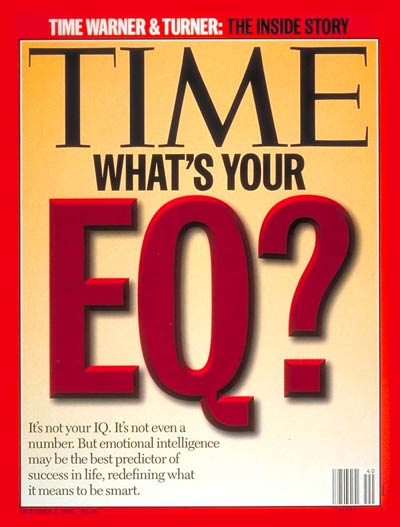 TIME WARNER & TURNER: THE INSIDE STORY
TIME
WHAT'S YOUR
EQ?
It's not your IQ. It's not even a
number. But emotional intelligence
may be the best predictor of
success in life, redefining what
it means to be smart.
40